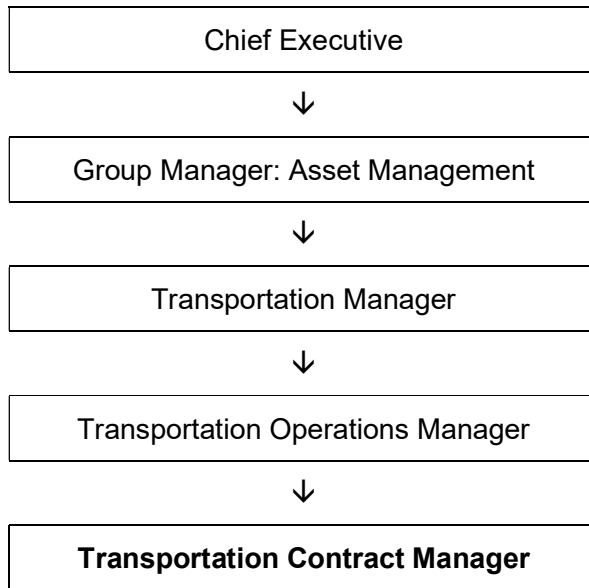 Chief Executive
↓
Group Manager: Asset Management
↓
Transportation Manager
↓
Transportation Operations Manager
↓
Transportation Contract Manager